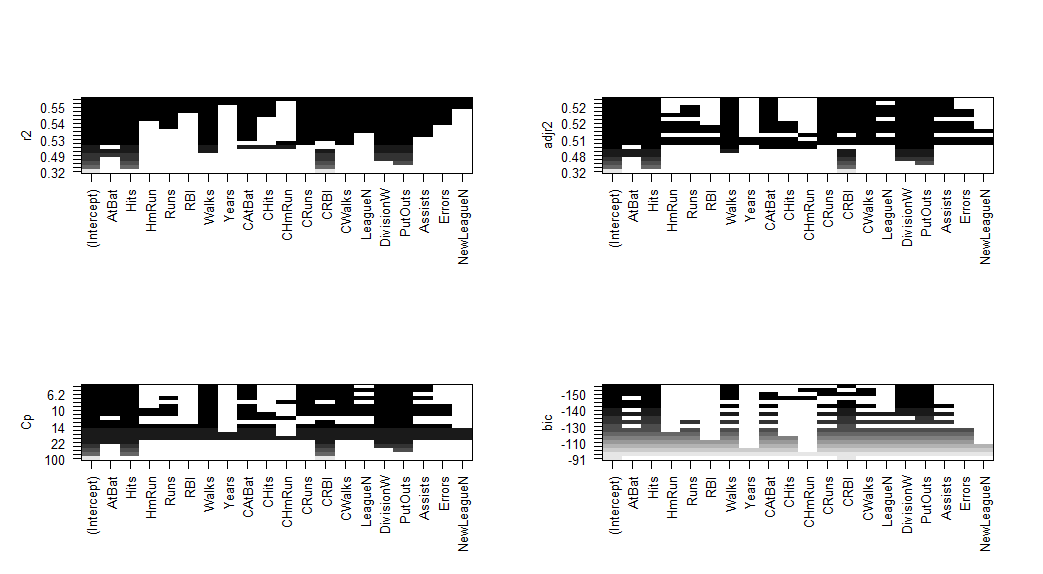 r2
0.55
0.54
0.53
0.49
0.32
(Intercept)
AtBat
Hits
HmRun
Runs
RBI
Walks
Years
CAtBat
CHits
CHmRun
CRuns
CRBI
CWalks
LeagueN
DivisionW
PutOuts
Assists
Errors
NewLeagueN
adjr2
0.52
0.52
0.51
0.48
0.32
(Intercept)
AtBat
Hits
HmRun
Runs
RBI
Walks
Years
CAtBat
CHits
CHmRun
CRuns
CRBI
CWalks
LeagueN
DivisionW
PutOuts
Assists
Errors
NewLeagueN
Cp
6.2
10
14
22
100
(Intercept)
AtBat
Hits
HmRun
Runs
RBI
Walks
Years
CAtBat
CHits
CHmRun
CRuns
CRBI
CWalks
LeagueN
DivisionW
PutOuts
Assists
Errors
NewLeagueN
bic
-150
-140
-130
-110
-91
(Intercept)
AtBat
Hits
HmRun
Runs
RBI
Walks
Years
CAtBat
CHits
CHmRun
CRuns
CRBI
CWalks
LeagueN
DivisionW
PutOuts
Assists
Errors
NewLeagueN